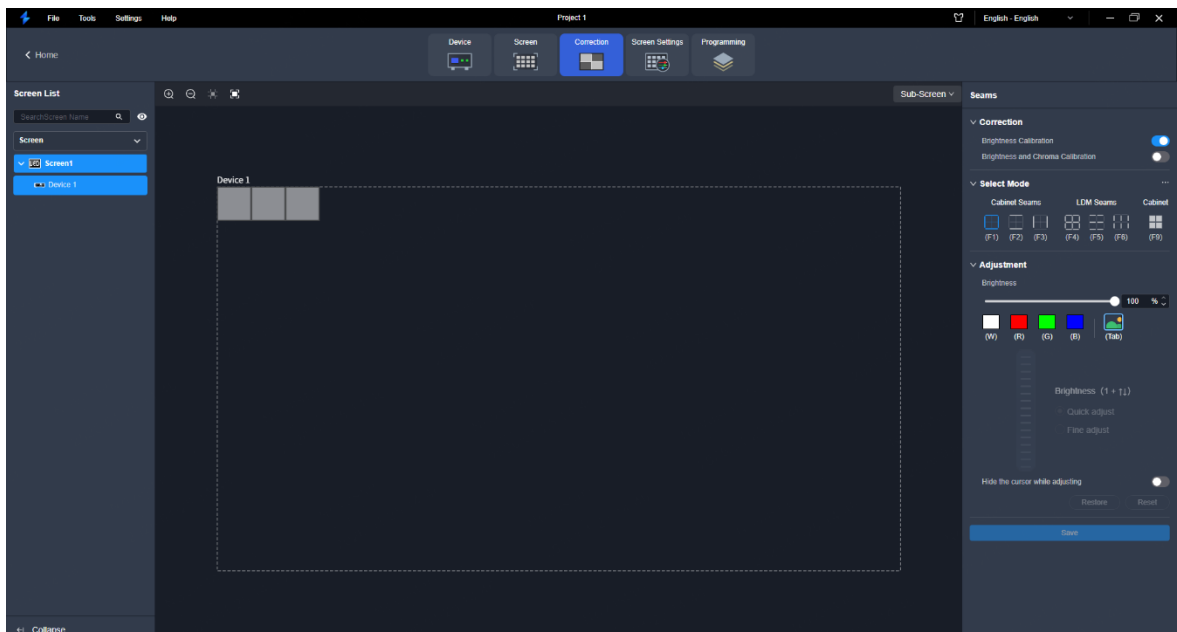 File Tools Settings Help Project 1 English - English
Home
Device Screen Correction Screen Settings Programming
Screen List
Sub-Screen
Seams
SearchScreen Name
Screen
Screen1
Device 1
Device 1
Correction
Brightness Calibration
Brightness and Chroma Calibration
Select Mode
Cabinet Seams LDM Seams Cabinet
(F1) (F2) (F3) (F4) (F5) (F6) (F9)
Adjustment
Brightness
100 %
(W) (R) (G) (B) (Tab)
Brightness (1 + ↑↓)
Quick adjust
Fine adjust
Hide the cursor while adjusting
Restore Reset
Save
Collapse